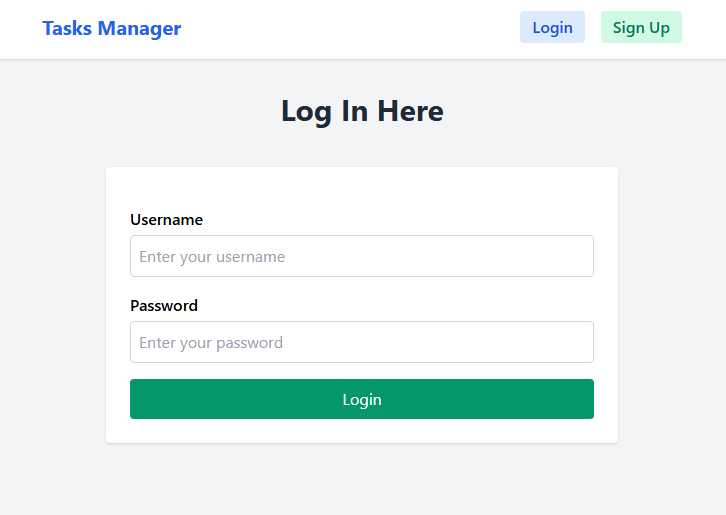 Tasks Manager Login Sign Up
Log In Here
Username
Enter your username
Password
Enter your password
Login